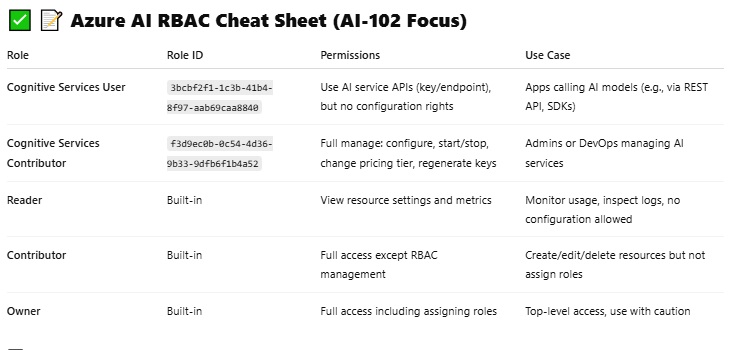 ✅ 📝 Azure AI RBAC Cheat Sheet (AI-102 Focus)
Role Role ID Permissions Use Case
Cognitive Services User 3bcbf2f1-1c3b-41b4- Use AI service APIs (key/endpoint), Apps calling AI models (e.g., via REST
8f97-aab69caa8840 but no configuration rights API, SDKs)
Cognitive Services f3d9ec0b-0c54-4d36- Full manage: configure, start/stop, Admins or DevOps managing AI
Contributor 9b33-9dfb6f1b4a52 change pricing tier, regenerate keys services
Reader Built-in View resource settings and metrics Monitor usage, inspect logs, no
configuration allowed
Contributor Built-in Full access except RBAC Create/edit/delete resources but not
management assign roles
Owner Built-in Full access including assigning roles Top-level access, use with caution